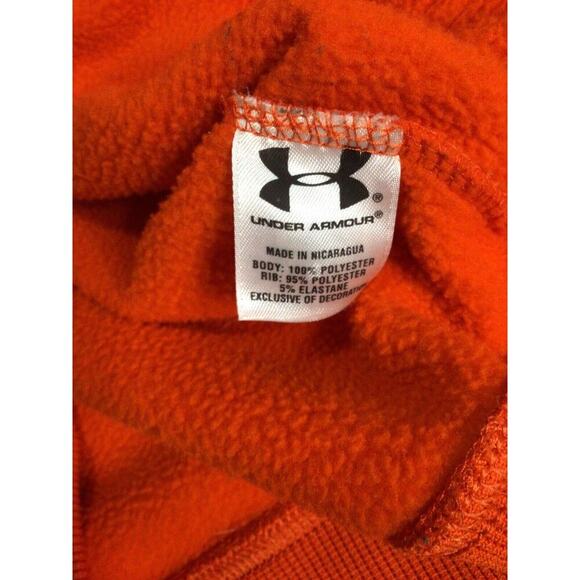 UNDER ARMOUR®
MADE IN NICARAGUA
BODY: 100% POLYESTER
RIB: 95% POLYESTER
5% ELASTANE
EXCLUSIVE OF DECORATION